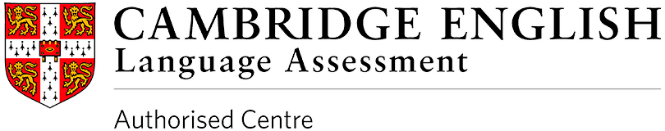 CAMBRIDGE ENGLISH
Language Assessment
Authorised Centre